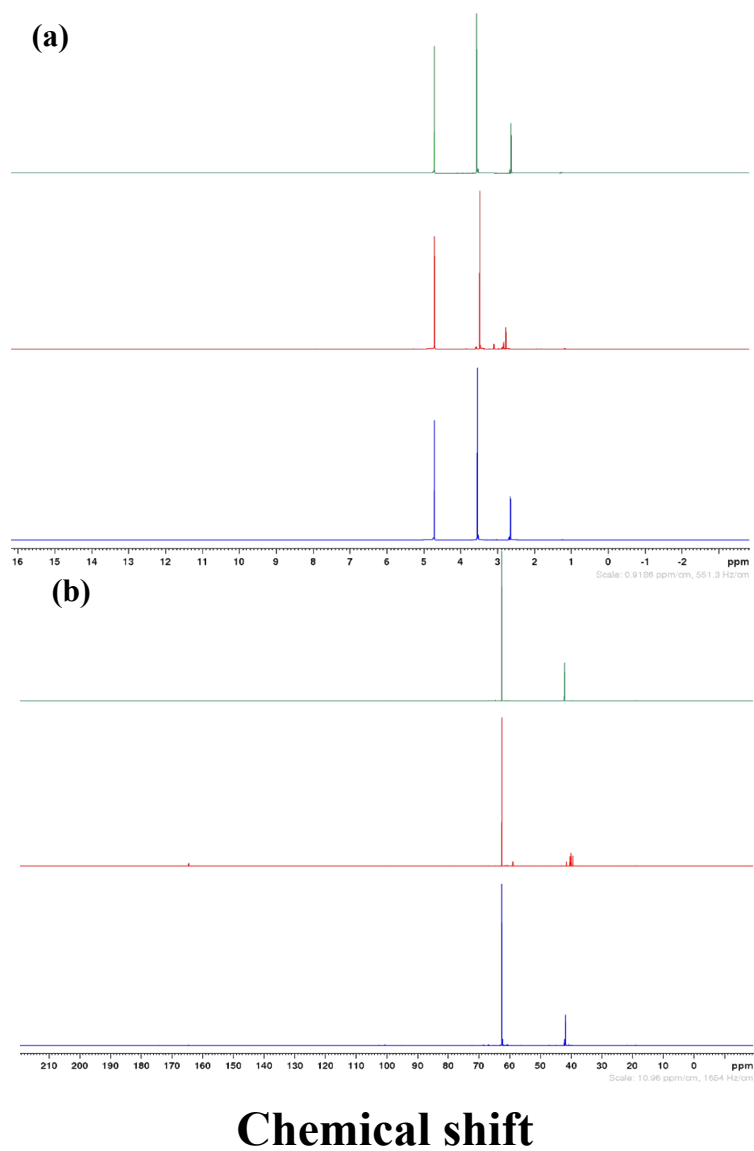 (a)
16 15 14 13 12 11 10 9 8 7 6 5 4 3 2 1 0 -1 -2 ppm
Scale: 0.9186 ppm/cm, 551.3 Hz/cm
(b)
210 200 190 180 170 160 150 140 130 120 110 100 90 80 70 60 50 40 30 20 10 0 ppm
Scale: 10.96 ppm/cm, 1654 Hz/cm
Chemical shift